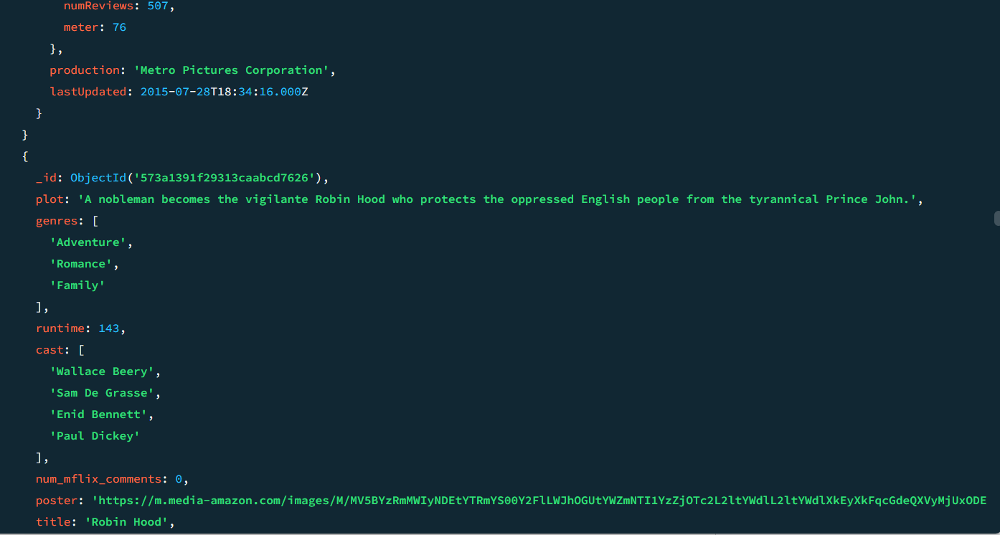 numReviews: 507,
meter: 76
},
production: 'Metro Pictures Corporation',
lastUpdated: 2015-07-28T18:34:16.000Z
}
}
{
_id: ObjectId('573a1391f29313caabcd7626'),
plot: 'A nobleman becomes the vigilante Robin Hood who protects the oppressed English people from the tyrannical Prince John.',
genres: [
'Adventure',
'Romance',
'Family'
],
runtime: 143,
cast: [
'Wallace Beery',
'Sam De Grasse',
'Enid Bennett',
'Paul Dickey'
],
num_mflix_comments: 0,
poster: 'https://m.media-amazon.com/images/M/MV5BYzRmMWIyNDEtYTRmYS00Y2FlLWJhOGUtYWZmNTI1YzZjOTc2L2ltYWdlL2ltYWdlXkEyXkFqcGdeQXVyMjUxODE
title: 'Robin Hood',